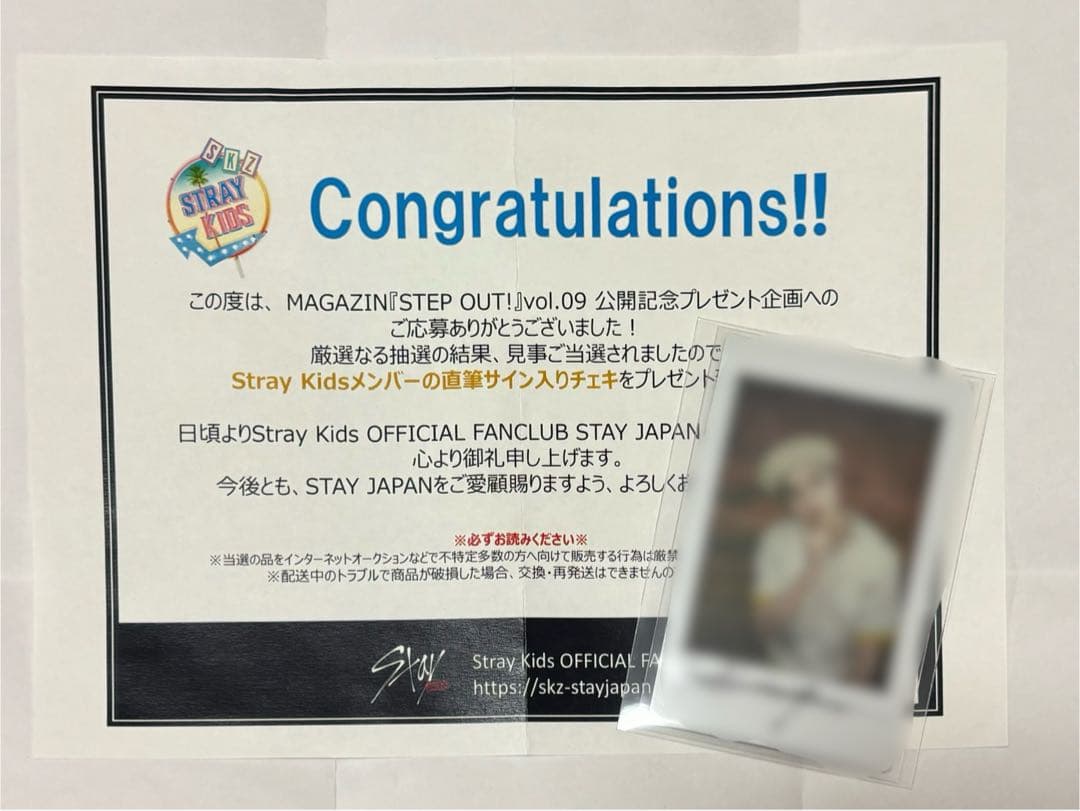 SKZ
STRAY
KIDS
Congratulations!!
この度は、MAGAZIN『STEP OUT!』vol.09 公開記念プレゼント企画への
ご応募ありがとうございました！
厳選なる抽選の結果、見事ご当選されましたので
Stray Kidsメンバーの直筆サイン入りチェキをプレゼント
日頃よりStray Kids OFFICIAL FANCLUB STAY JAPAN
心より御礼申し上げます。
今後とも、STAY JAPANをご愛顧賜りますよう、よろしくお
※必ずお読みください※
※当選の品をインターネットオークションなどで不特定多数の方へ向けて販売する行為は厳禁
※配送中のトラブルで商品が破損した場合、交換・再発送はできませんの
Stay
Stray Kids OFFICIAL FA
https://skz-stayjapan